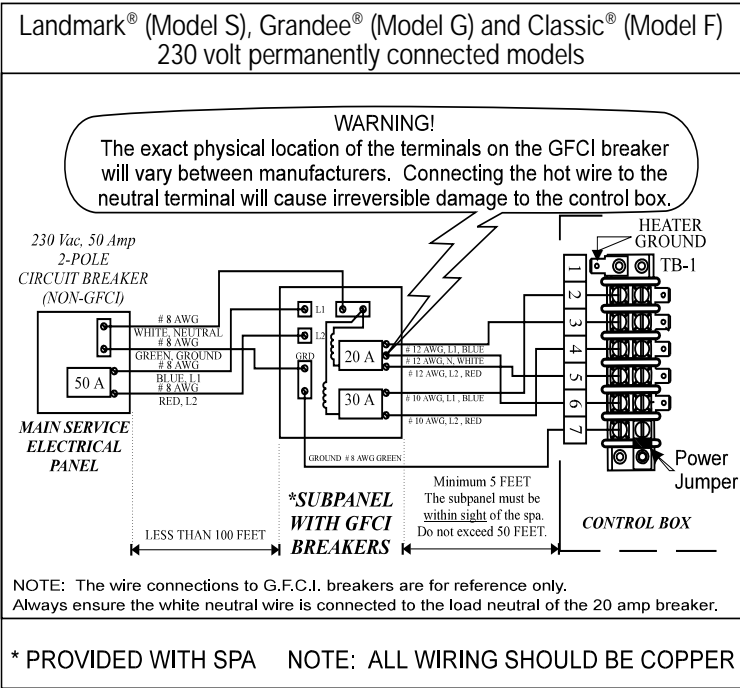 Landmark® (Model S), Grandee® (Model G) and Classic® (Model F)
230 volt permanently connected models
WARNING!
The exact physical location of the terminals on the GFCI breaker
will vary between manufacturers. Connecting the hot wire to the
neutral terminal will cause irreversible damage to the control box.
230 Vac, 50 Amp
2-POLE
CIRCUIT BREAKER
(NON-GFCI)
HEATER
GROUND
TB-1
# 8 AWG
WHITE, NEUTRAL
# 8 AWG
GREEN, GROUND
# 8 AWG
BLUE, L1
# 8 AWG
RED, L2
50 A
MAIN SERVICE
ELECTRICAL
PANEL
L1
L2
GRD
20 A
30 A
# 12 AWG, L1, BLUE
# 12 AWG, N, WHITE
# 12 AWG, L2, RED
# 10 AWG, L1, BLUE
# 10 AWG, L2, RED
GROUND # 8 AWG GREEN
1
2
3
4
5
6
7
Power
Jumper
*SUBPANEL
WITH GFCI
BREAKERS
LESS THAN 100 FEET
Minimum 5 FEET
The subpanel must be
within sight of the spa.
Do not exceed 50 FEET.
CONTROL BOX
NOTE: The wire connections to G.F.C.I. breakers are for reference only.
Always ensure the white neutral wire is connected to the load neutral of the 20 amp breaker.
* PROVIDED WITH SPA NOTE: ALL WIRING SHOULD BE COPPER